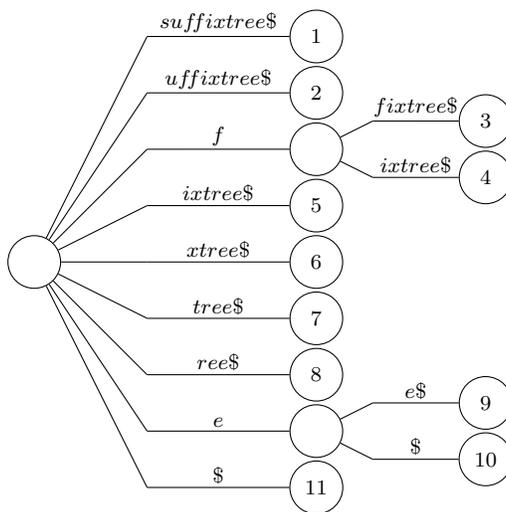 suffixtree$ 1
uffixtree$ 2
f
fixtree$ 3
ixtree$ 4
ixtree$ 5
xtree$ 6
tree$ 7
ree$ 8
e
e$ 9
$ 10
$ 11